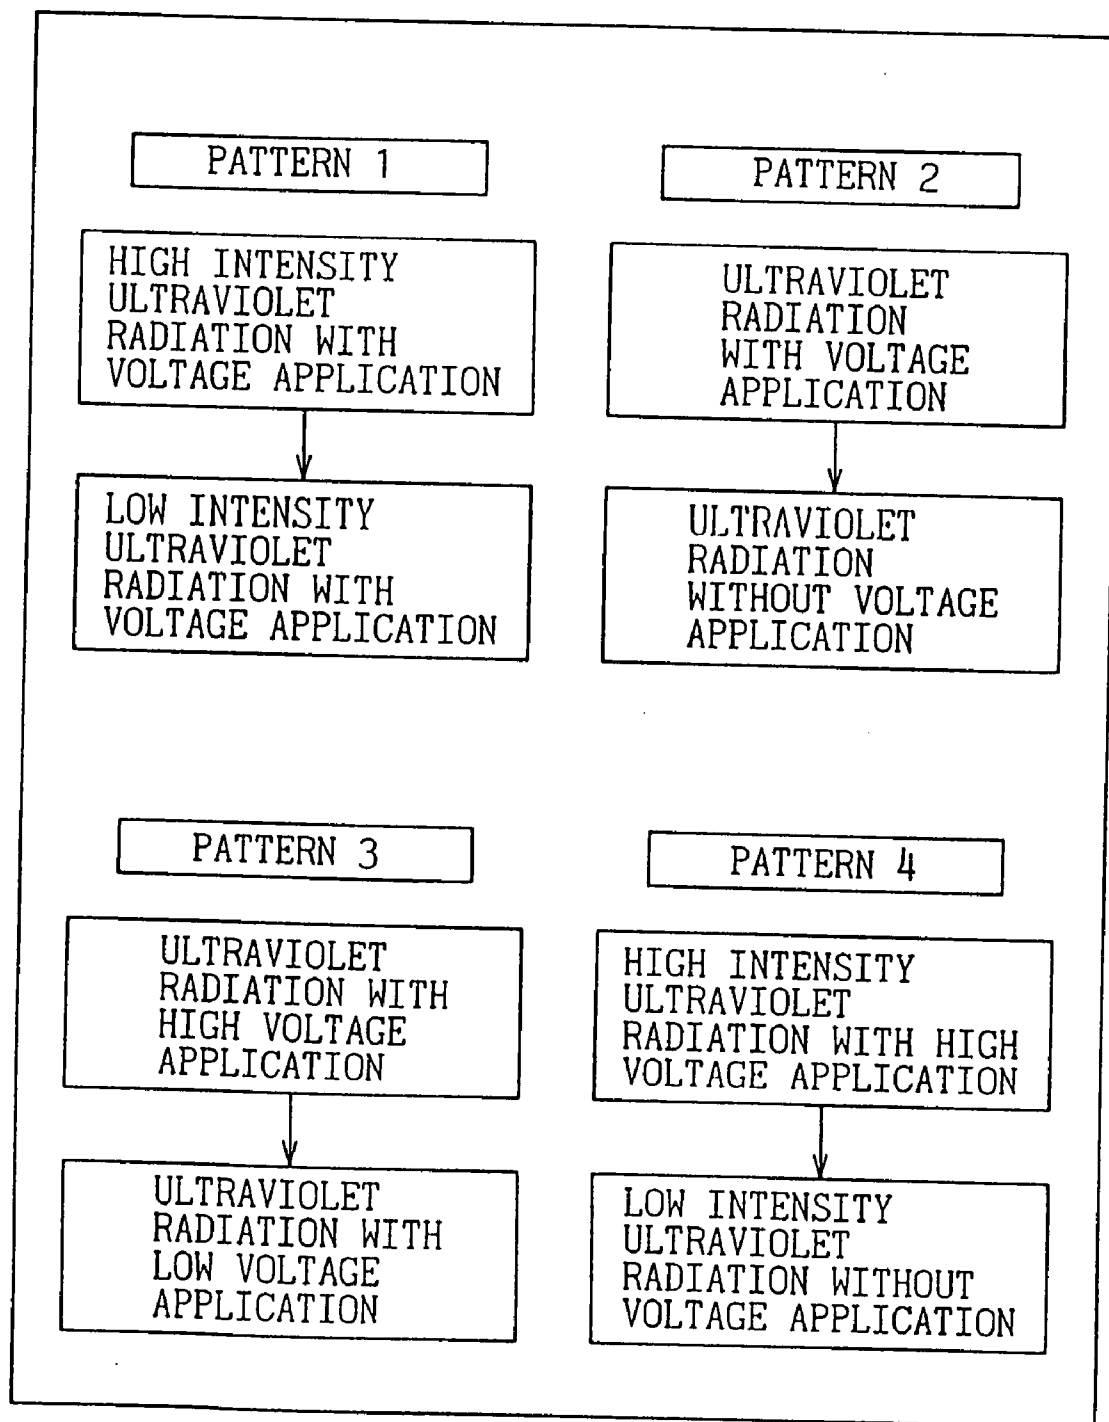 PATTERN 1
HIGH INTENSITY
ULTRAVIOLET
RADIATION WITH
VOLTAGE APPLICATION
LOW INTENSITY
ULTRAVIOLET
RADIATION WITH
VOLTAGE APPLICATION
PATTERN 2
ULTRAVIOLET
RADIATION
WITH VOLTAGE
APPLICATION
ULTRAVIOLET
RADIATION
WITHOUT VOLTAGE
APPLICATION
PATTERN 3
ULTRAVIOLET
RADIATION WITH
HIGH VOLTAGE
APPLICATION
ULTRAVIOLET
RADIATION WITH
LOW VOLTAGE
APPLICATION
PATTERN 4
HIGH INTENSITY
ULTRAVIOLET
RADIATION WITH HIGH
VOLTAGE APPLICATION
LOW INTENSITY
ULTRAVIOLET
RADIATION WITHOUT
VOLTAGE APPLICATION